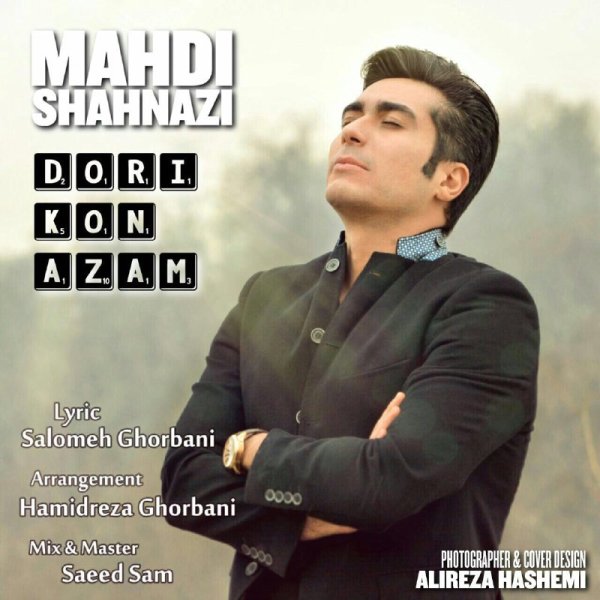 MAHDI
SHAHNAZI
DORI
KON
AZAM
Lyric
Salomeh Ghorbani
Arrangement
Hamidreza Ghorbani
Mix & Master
Saeed Sam
PHOTOGRAPHER & COVER DESIGN
ALIREZA HASHEMI